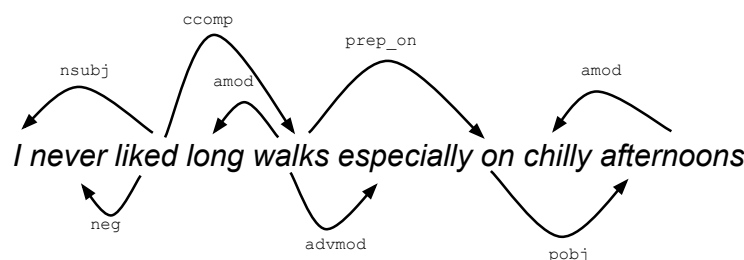 ccomp
prep_on
nsubj
amod
amod
I never liked long walks especially on chilly afternoons
neg
advmod
pobj